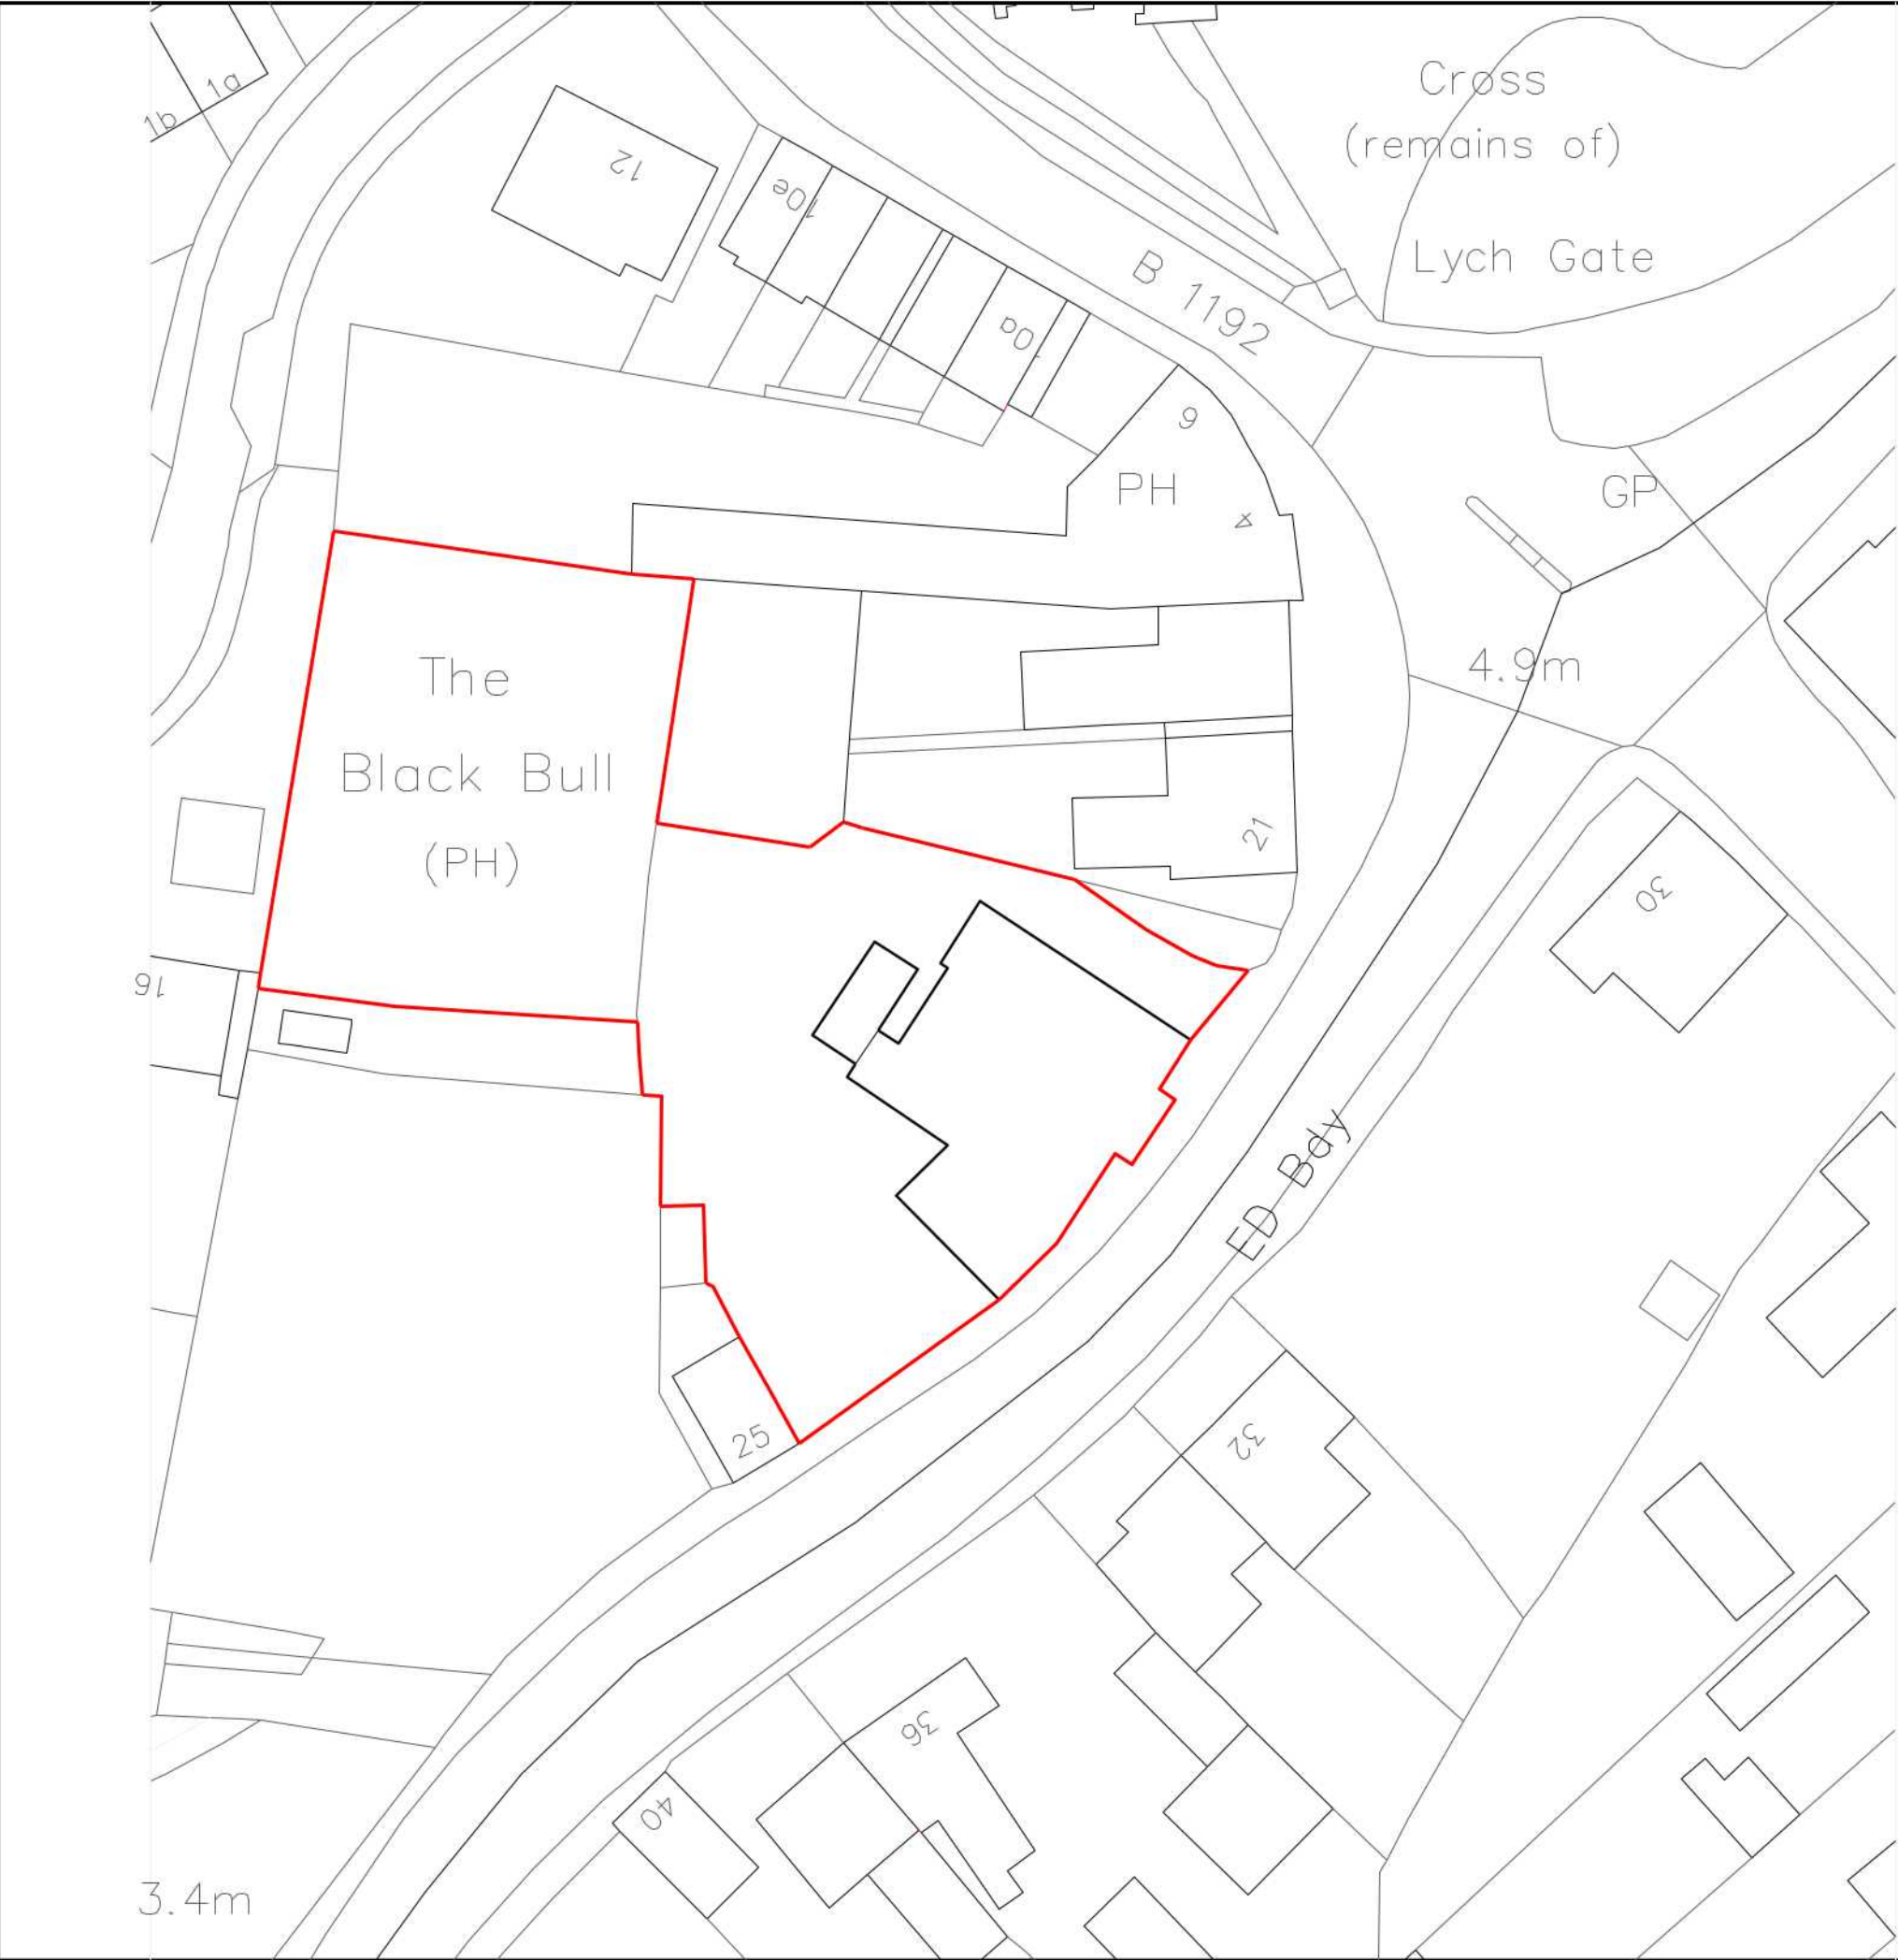 1a
1b
Cross
(remains of)
12
10e
Lych Gate
B 1192
10a
6
PH
GP
4
4.9m
The
Black Bull
(PH)
21
30
16
ED Bdy
25
32
36
40
3.4m